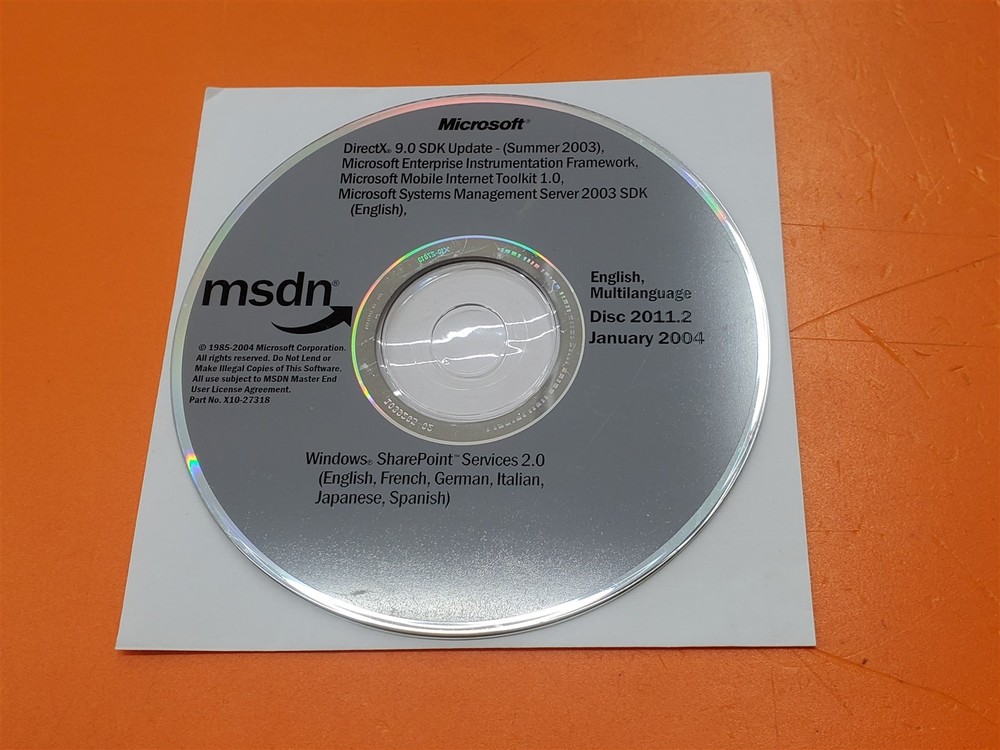 Microsoft®
DirectX® 9.0 SDK Update - (Summer 2003),
Microsoft Enterprise Instrumentation Framework,
Microsoft Mobile Internet Toolkit 1.0,
Microsoft Systems Management Server 2003 SDK
(English),
msdn®
© 1985-2004 Microsoft Corporation.
All rights reserved. Do Not Lend or
Make Illegal Copies of This Software.
All use subject to MSDN Master End
User License Agreement.
Part No. X10-27318
English,
Multilanguage
Disc 2011.2
January 2004
Windows® SharePoint™ Services 2.0
(English, French, German, Italian,
Japanese, Spanish)